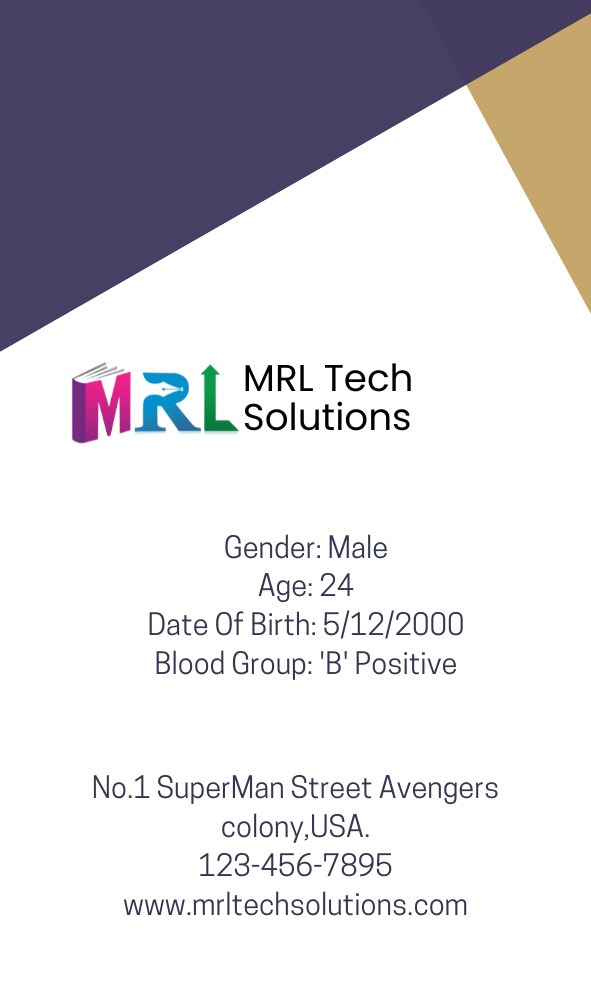 MRL MRL Tech
Solutions
Gender: Male
Age: 24
Date Of Birth: 5/12/2000
Blood Group: 'B' Positive
No.1 SuperMan Street Avengers
colony,USA.
123-456-7895
www.mrltechsolutions.com